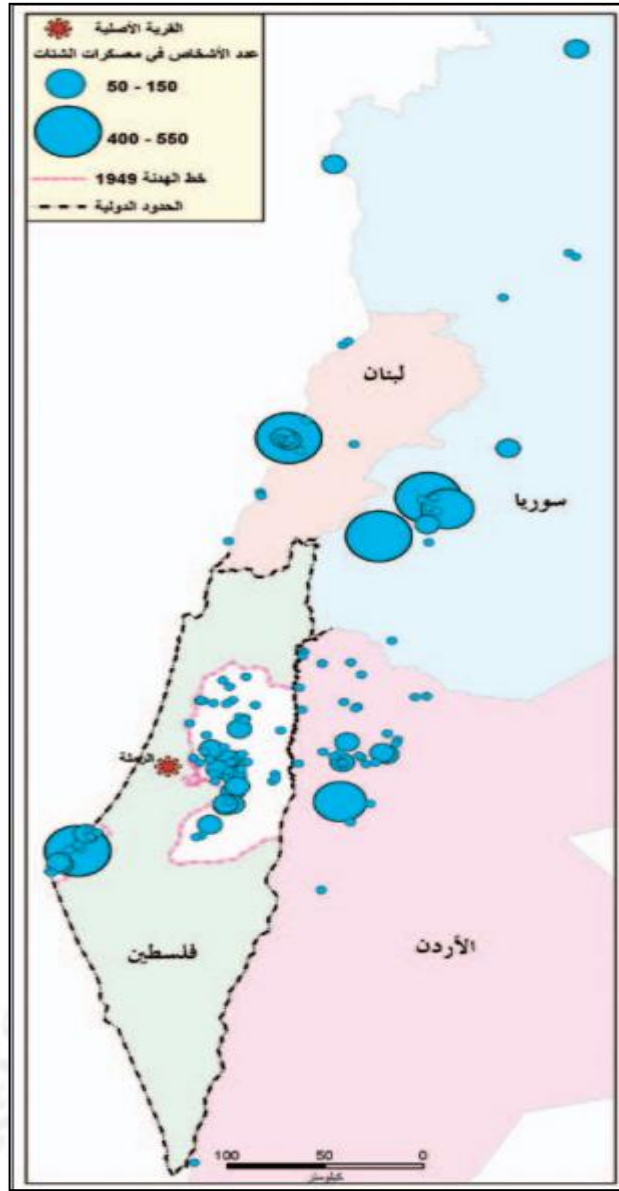 القرية الأصلية
عدد الأشخاص في معسكرات الشتات
50 - 150
400 - 550
خط الهدنة 1949
الحدود الدولية
لبنان
سوريا
الرملة
فلسطين
الأردن
100 50 0
كيلومتر